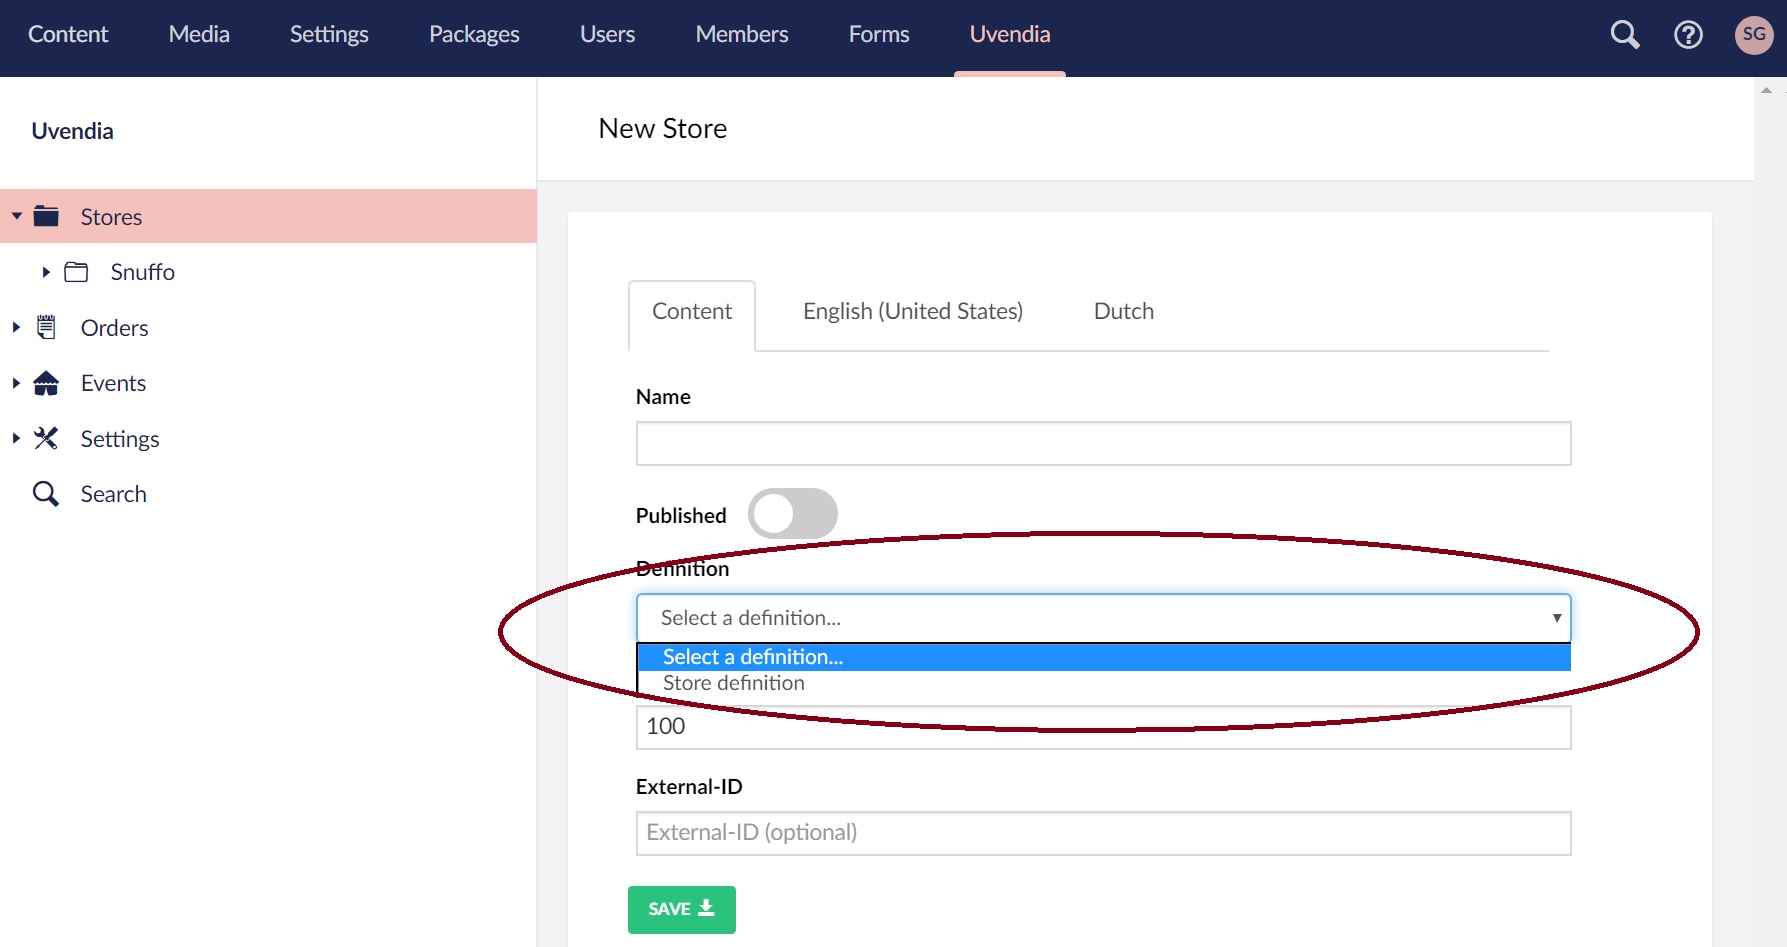 Content Media Settings Packages Users Members Forms Uvendia SG
Uvendia
Stores
Snuffo
Orders
Events
Settings
Search
New Store
Content English (United States) Dutch
Name
Published
Definition
Select a definition...
Select a definition...
Store definition
100
External-ID
External-ID (optional)
SAVE